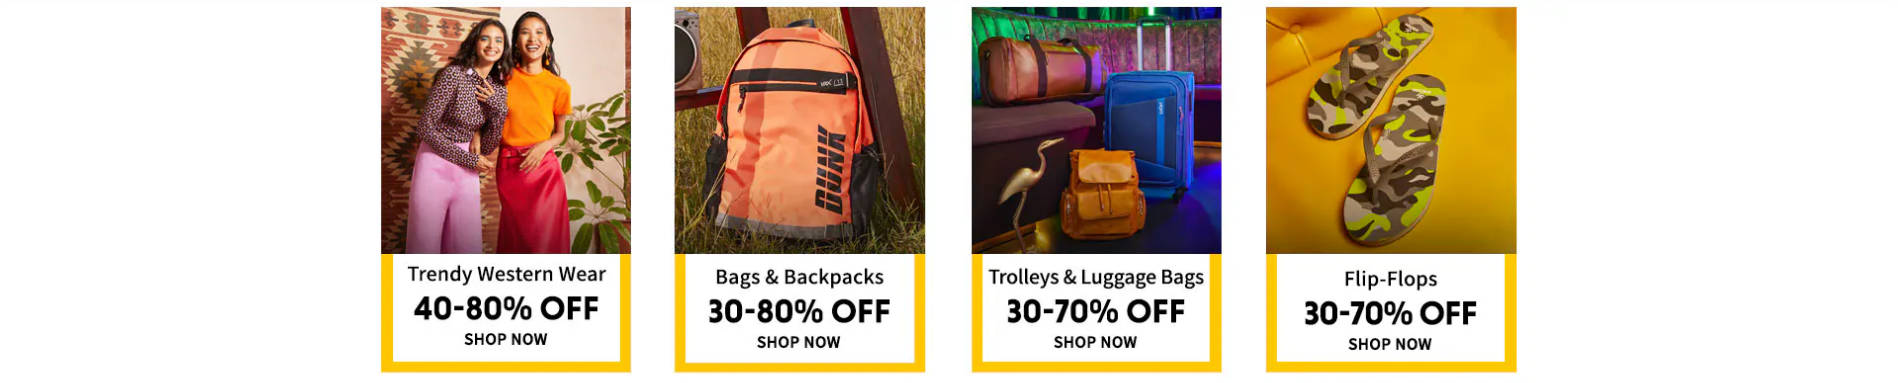 DUNK
Trendy Western Wear
40-80% OFF
SHOP NOW
Bags & Backpacks
30-80% OFF
SHOP NOW
Trolleys & Luggage Bags
30-70% OFF
SHOP NOW
Flip-Flops
30-70% OFF
SHOP NOW